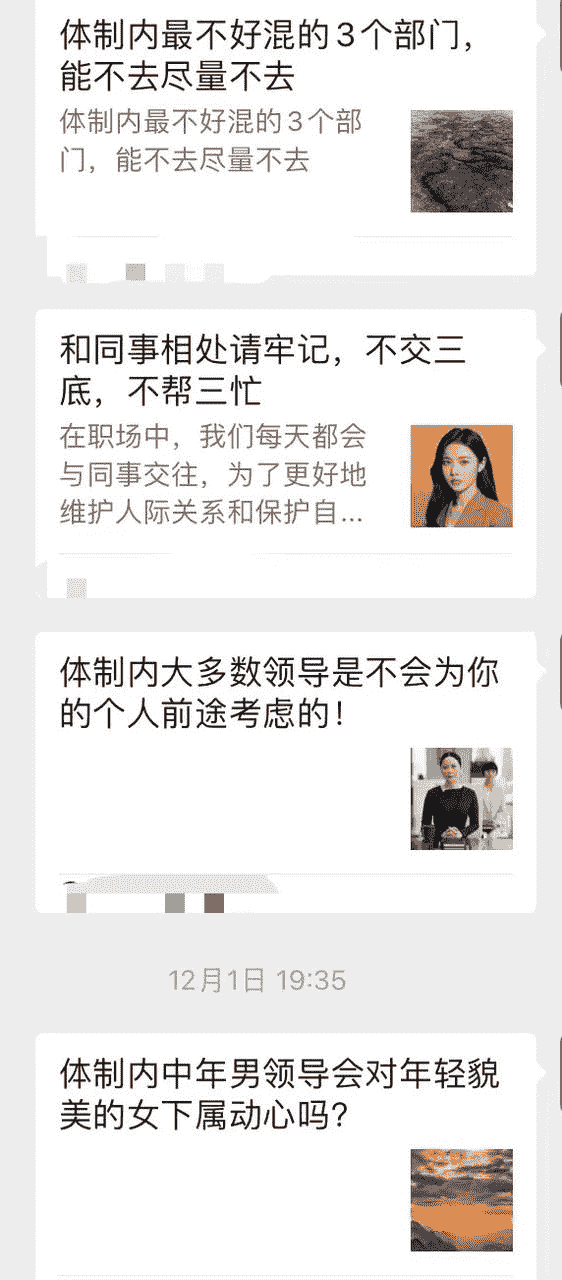 体制内最不好混的3个部门，
能不去尽量不去
体制内最不好混的3个部
门，能不去尽量不去
和同事相处请牢记，不交三
底，不帮三忙
在职场中，我们每天都会
与同事交往，为了更好地
维护人际关系和保护自...
体制内大多数领导是不会为你
的个人前途考虑的！
12月1日 19:35
体制内中年男领导会对年轻貌
美的女下属动心吗？